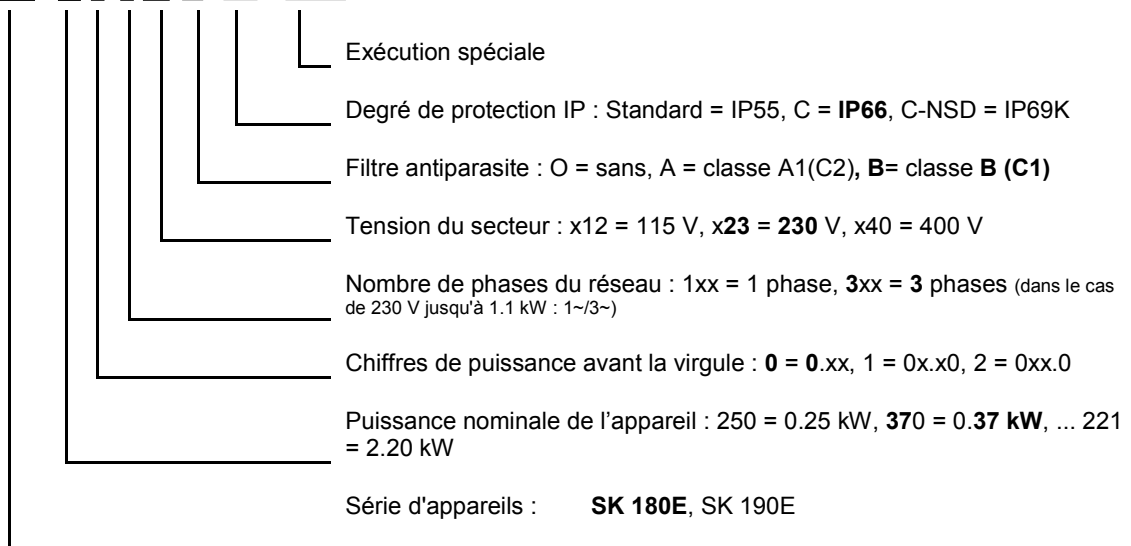 Exécution spéciale
Degré de protection IP : Standard = IP55, C = IP66, C-NSD = IP69K
Filtre antiparasite : O = sans, A = classe A1(C2), B= classe B (C1)
Tension du secteur : x12 = 115 V, x23 = 230 V, x40 = 400 V
Nombre de phases du réseau : 1xx = 1 phase, 3xx = 3 phases (dans le cas
de 230 V jusqu'à 1.1 kW : 1~/3~)
Chiffres de puissance avant la virgule : 0 = 0.xx, 1 = 0x.x0, 2 = 0xx.0
Puissance nominale de l’appareil : 250 = 0.25 kW, 370 = 0.37 kW, ... 221
= 2.20 kW
Série d'appareils : SK 180E, SK 190E